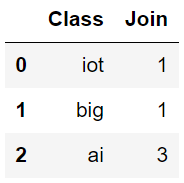 Class Join
0 iot 1
1 big 1
2 ai 3